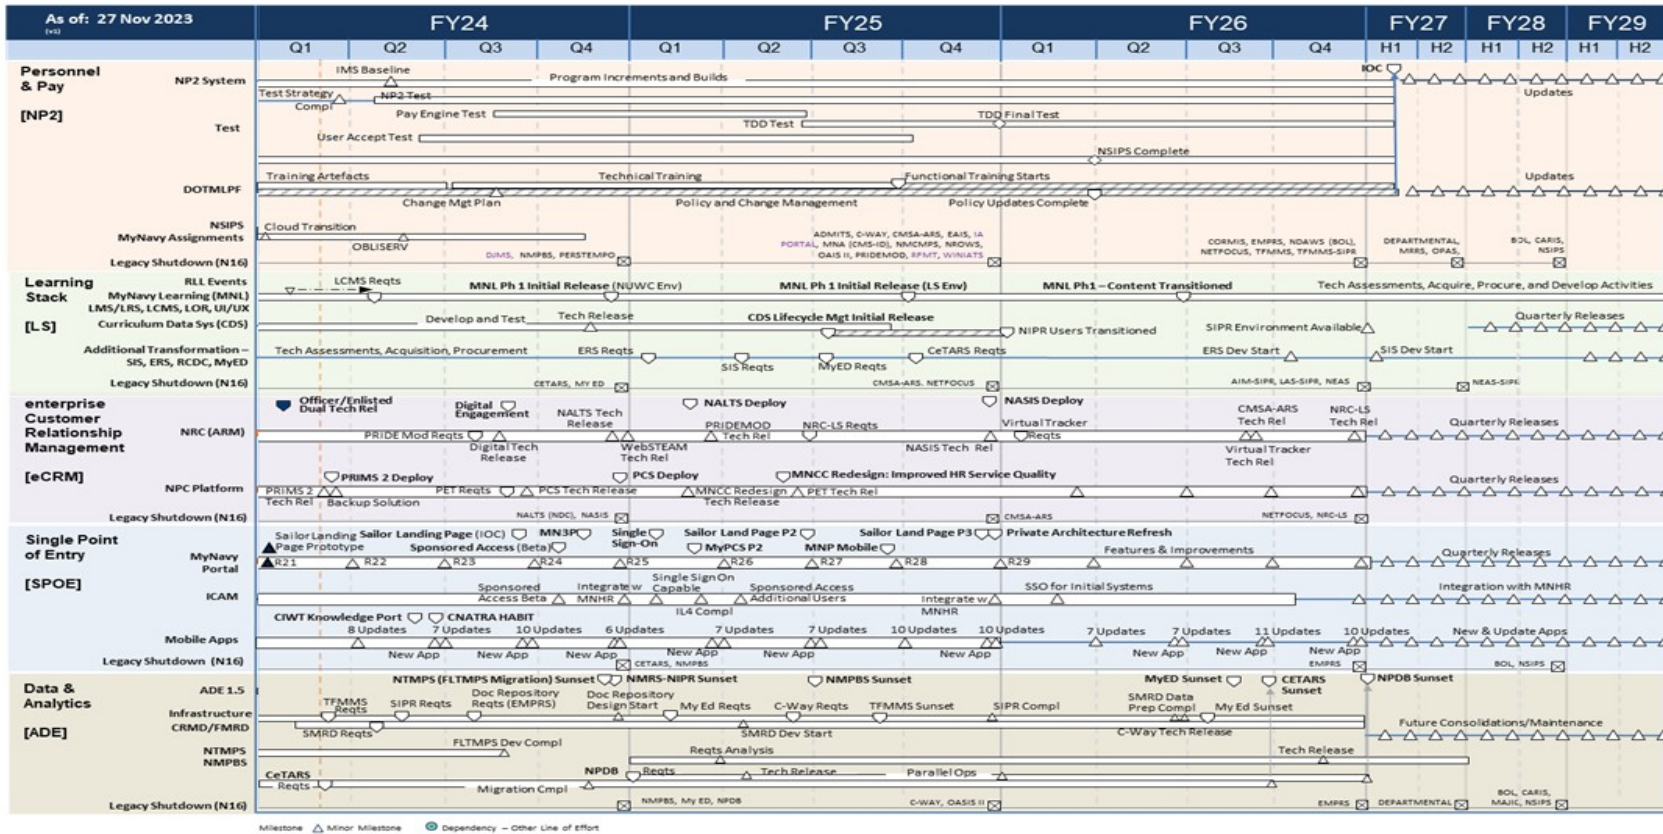 As of: 27 Nov 2023
(v1)
FY24 FY25 FY26 FY27 FY28 FY29
Q1 Q2 Q3 Q4 Q1 Q2 Q3 Q4 Q1 Q2 Q3 Q4 H1 H2 H1 H2 H1 H2
Personnel
& Pay
[NP2]
NP2 System
IMS Baseline
Program Increments and Builds
IOC
Updates
Test Strategy
Compl
NP2 Test
Pay Engine Test
Test
TDD Test
TDD Final Test
User Accept Test
NSIPS Complete
DOTMLPF
Training Artefacts
Technical Training
Functional Training Starts
Updates
Change Mgt Plan
Policy and Change Management
Policy Updates Complete
NSIPS
MyNavy Assignments
Cloud Transition
OBLISERV
Legacy Shutdown (N16)
DJMS, NMPBS, PERSTEMPO
ADMITS, C-WAY, CMSA-ARS, EAIS, IA
PORTAL, MNA (CMS-ID), NMCMPS, NROWS,
OAIS II, PRIDEMOD, RFMT, WINIATS
CORMIS, EMPRS, NDAWS (BOL),
NETFOCUS, TFMMS, TFMMS-SIPR
DEPARTMENTAL,
MRRS, OPAS,
BOL, CARIS,
NSIPS
Learning
Stack
[LS]
RLL Events
MyNavy Learning (MNL)
LMS/LRS, LCMS, LOR, UI/UX
LCMS Reqts
MNL Ph 1 Initial Release (NUWC Env)
MNL Ph 1 Initial Release (LS Env)
MNL Ph1 – Content Transitioned
Tech Assessments, Acquire, Procure, and Develop Activities
Curriculum Data Sys (CDS)
Develop and Test
Tech Release
CDS Lifecycle Mgt Initial Release
NIPR Users Transitioned
SIPR Environment Available
Quarterly Releases
Additional Transformation –
SIS, ERS, RCDC, MyED
Tech Assessments, Acquisition, Procurement
ERS Reqts
SIS Reqts
MyED Reqts
CeTARS Reqts
ERS Dev Start
SIS Dev Start
Legacy Shutdown (N16)
CETARS, MY ED
CMSA-ARS. NETFOCUS
AIM-SIPR, LAS-SIPR, NEAS
NEAS-SIPR
enterprise
Customer
Relationship
Management
[eCRM]
Officer/Enlisted
Dual Tech Rel
Digital
Engagement
NALTS Tech
Release
NALTS Deploy
NASIS Deploy
NRC (ARM)
PRIDE Mod Reqts
Digital Tech
Release
WebSTEAM
Tech Rel
PRIDEMOD
Tech Rel
NRC-LS Reqts
NASIS Tech Rel
Virtual Tracker
Reqts
CMSA-ARS
Tech Rel
Virtual Tracker
Tech Rel
NRC-LS
Tech Rel
Quarterly Releases
PRIMS 2 Deploy
PCS Deploy
MNCC Redesign: Improved HR Service Quality
NPC Platform
PRIMS 2
Tech Rel
Backup Solution
PET Reqts
PCS Tech Release
MNCC Redesign
Tech Release
PET Tech Rel
Quarterly Releases
Legacy Shutdown (N16)
NALTS (NDC), NASIS
CMSA-ARS
NETFOCUS, NRC-LS
Single Point
of Entry
[SPOE]
Sailor Landing
Page Prototype
Sailor Landing Page (IOC)
MN3P
Single
Sign-On
Sailor Land Page P2
Sailor Land Page P3
Private Architecture Refresh
Sponsored Access (Beta)
MyPCS P2
MNP Mobile
MyNavy
Portal
R21 R22 R23 R24 R25 R26 R27 R28 R29
Features & Improvements
Quarterly Releases
ICAM
Sponsored
Access Beta
Integrate w
MNHR
Single Sign On
Capable
IL4 Compl
Sponsored Access
Additional Users
Integrate w
MNHR
SSO for Initial Systems
Integration with MNHR
CIWT Knowledge Port
CNATRA HABIT
Mobile Apps
8 Updates 7 Updates 10 Updates 6 Updates 7 Updates 7 Updates 10 Updates 10 Updates 7 Updates 7 Updates 11 Updates 10 Updates
New & Update Apps
New App New App New App New App New App New App New App New App New App
Legacy Shutdown (N16)
CETARS, NMPBS
EMPRS
BOL, NSIPS
Data &
Analytics
[ADE]
ADE 1.5
NTMPS (FLTMPS Migration) Sunset
NMRS-NIPR Sunset
NMPBS Sunset
MyED Sunset
CETARS
Sunset
NPDB Sunset
Infrastructure
CRMD/FMRD
TFMMS
Reqts
SIPR Reqts
Doc Repository
Reqts (EMPRS)
Doc Repository
Design Start
My Ed Reqts
C-Way Reqts
TFMMS Sunset
SIPR Compl
SMRD Data
Prep Compl
My Ed Sunset
SMRD Reqts
SMRD Dev Start
C-Way Tech Release
Future Consolidations/Maintenance
NTMPS
NMPBS
FLTMPS Dev Compl
Reqts Analysis
Tech Release
CeTARS
Reqts
Migration Cmpl
NPDB
Reqts
Tech Release
Parallel Ops
Legacy Shutdown (N16)
NMPBS, My ED, NPDB
C-WAY, OASIS II
EMPRS
DEPARTMENTAL
BOL, CARIS,
MAJIC, NSIPS
Milestone Minor Milestone Dependency – Other Line of Effort